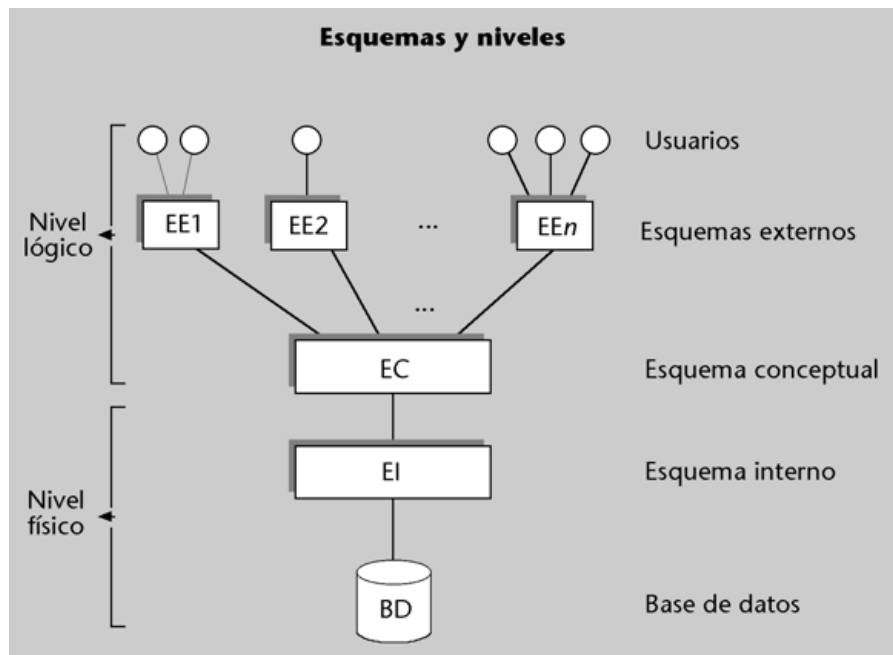 Esquemas y niveles
Usuarios
Nivel
lógico
EE1
EE2
...
EEn
Esquemas externos
...
EC
Esquema conceptual
Nivel
físico
EI
Esquema interno
BD
Base de datos